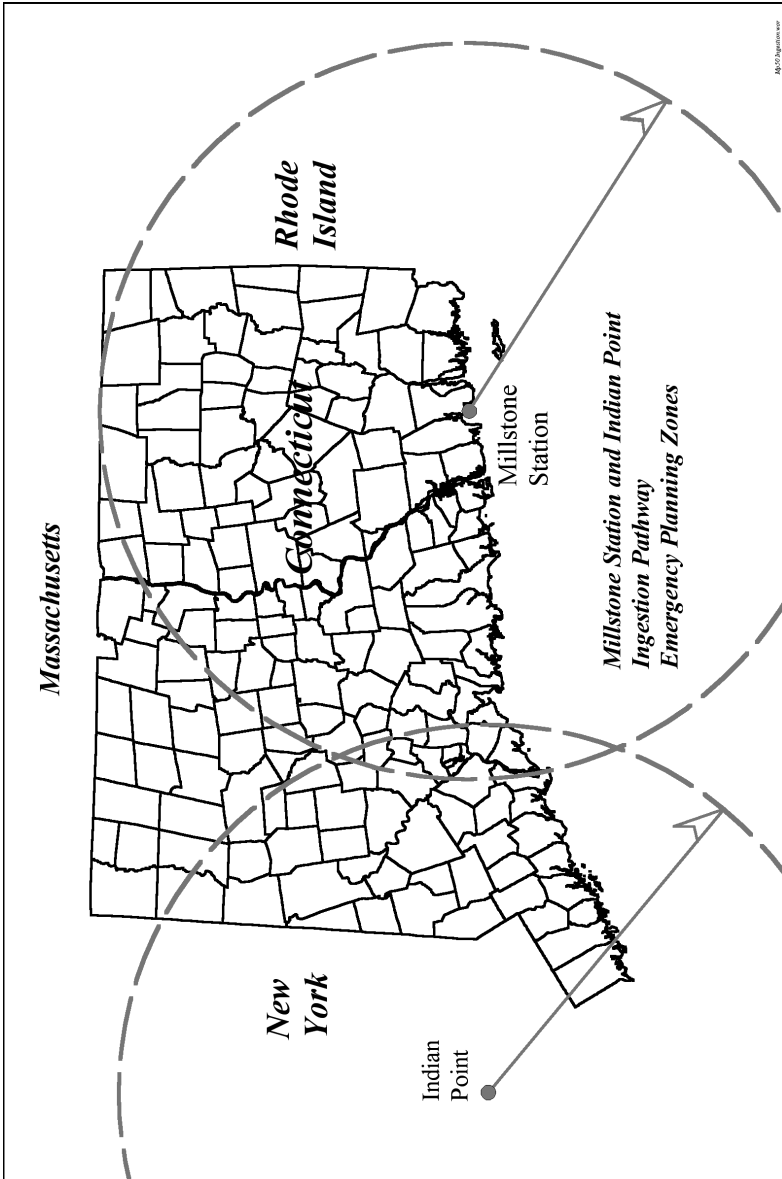 Massachusetts
Rhode
Island
Connecticut
New
York
Millstone
Station
Indian
Point
Millstone Station and Indian Point
Ingestion Pathway
Emergency Planning Zones